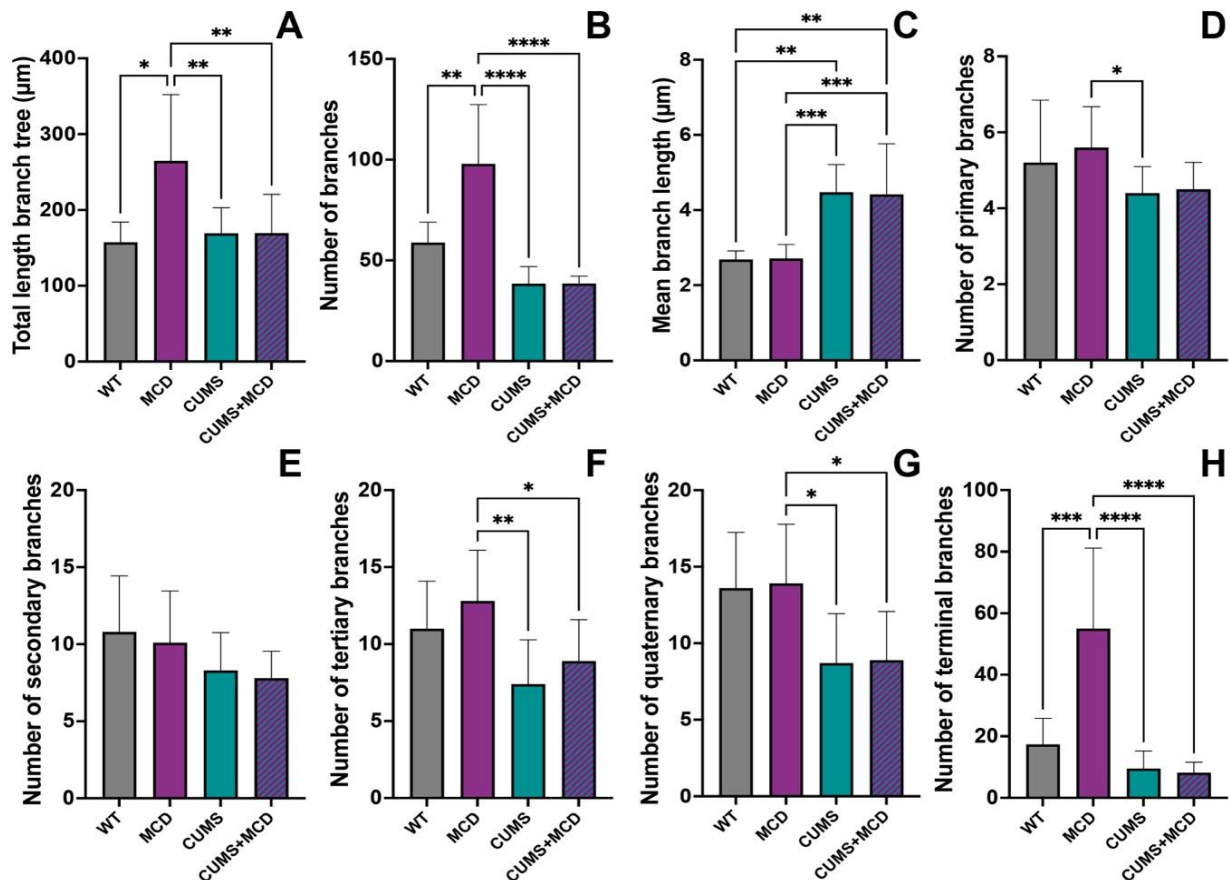 A
Total length branch tree (µm)
400
300
200
100
0
*
**
**
WT
MCD
CUMS
CUMS+MCD
B
Number of branches
150
100
50
0
**
****
****
WT
MCD
CUMS
CUMS+MCD
C
Mean branch length (µm)
8
6
4
2
0
**
**
***
***
WT
MCD
CUMS
CUMS+MCD
D
Number of primary branches
8
6
4
2
0
*
WT
MCD
CUMS
CUMS+MCD
E
Number of secondary branches
20
15
10
5
0
WT
MCD
CUMS
CUMS+MCD
F
Number of tertiary branches
20
15
10
5
0
*
**
WT
MCD
CUMS
CUMS+MCD
G
Number of quaternary branches
20
15
10
5
0
*
*
WT
MCD
CUMS
CUMS+MCD
H
Number of terminal branches
100
80
60
40
20
0
****
***
****
WT
MCD
CUMS
CUMS+MCD